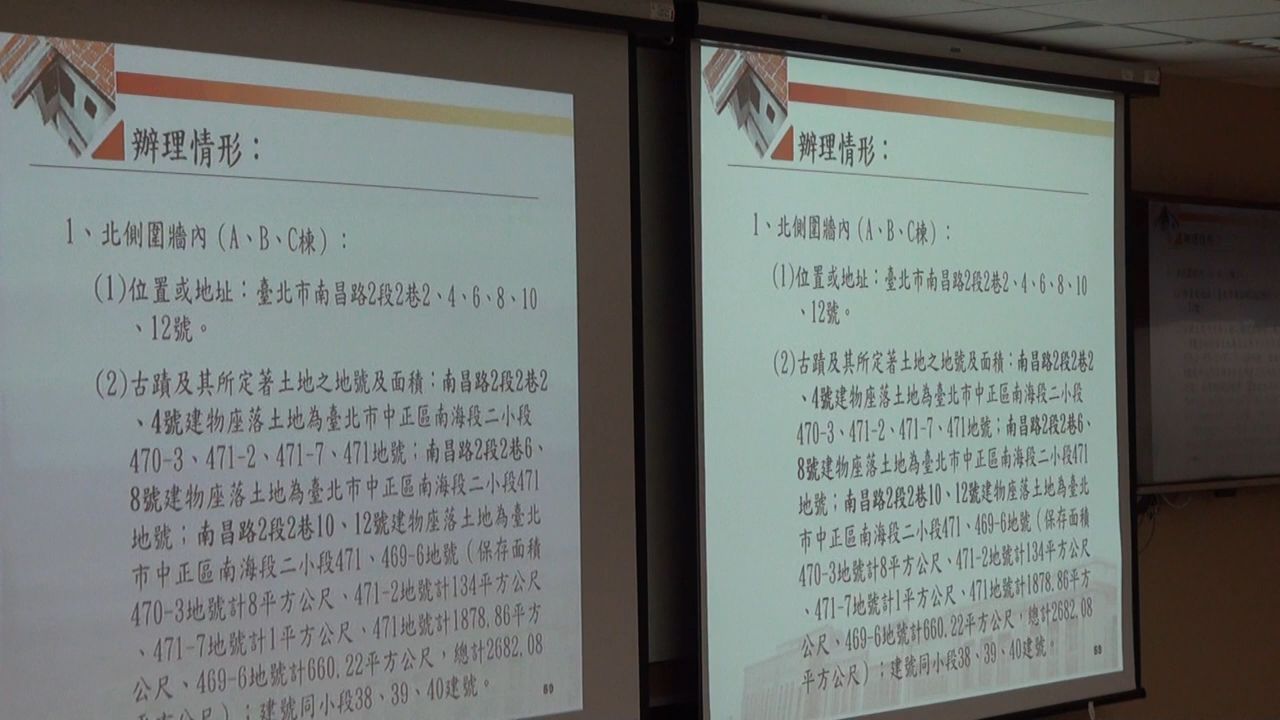 辦理情形：
1、北側圍牆內（A、B、C棟）：
(1)位置或地址：臺北市南昌路2段2巷2、4、6、8、10
、12號。
(2)古蹟及其所定著土地之地號及面積：南昌路2段2巷2
、4號建物座落土地為臺北市中正區南海段二小段
470-3、471-2、471-7、471地號；南昌路2段2巷6、
8號建物座落土地為臺北市中正區南海段二小段471
地號；南昌路2段2巷10、12號建物座落土地為臺北
市中正區南海段二小段471、469-6地號（保存面積
470-3地號計8平方公尺、471-2地號計134平方公尺
、471-7地號計1平方公尺、471地號計1878.86平方
公尺、469-6地號計660.22平方公尺，總計2682.08
平方公尺）；建號同小段38、39、40建號。
辦理情形：
1、北側圍牆內（A、B、C棟）：
(1)位置或地址：臺北市南昌路2段2巷2、4、6、8、10
、12號。
(2)古蹟及其所定著土地之地號及面積：南昌路2段2巷2
、4號建物座落土地為臺北市中正區南海段二小段
470-3、471-2、471-7、471地號；南昌路2段2巷6、
8號建物座落土地為臺北市中正區南海段二小段471
地號；南昌路2段2巷10、12號建物座落土地為臺北
市中正區南海段二小段471、469-6地號（保存面積
470-3地號計8平方公尺、471-2地號計134平方公尺
、471-7地號計1平方公尺、471地號計1878.86平方
公尺、469-6地號計660.22平方公尺，總計2682.08
平方公尺）；建號同小段38、39、40建號。